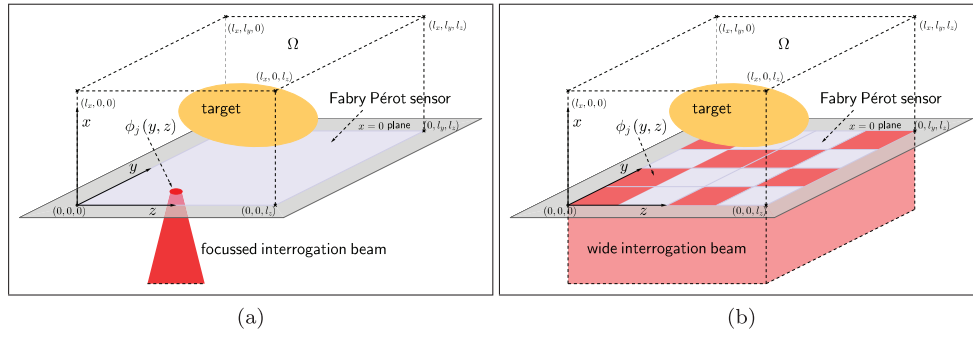 (l_x, l_y, 0)
(l_x, l_y, l_z)
Ω
(l_x, 0, l_z)
(l_x, 0, 0)
target
Fabry Pérot sensor
x
ϕ_j(y, z)
(0, l_y, l_z)
y
(0, 0, 0)
z
(0, 0, l_z)
focussed interrogation beam
(a)
(l_x, l_y, 0)
(l_x, l_y, l_z)
Ω
(l_x, 0, l_z)
(l_x, 0, 0)
target
Fabry Pérot sensor
x
ϕ_j(y, z)
x = 0 plane
(0, l_y, l_z)
y
(0, 0, 0)
z
(0, 0, l_z)
wide interrogation beam
(b)